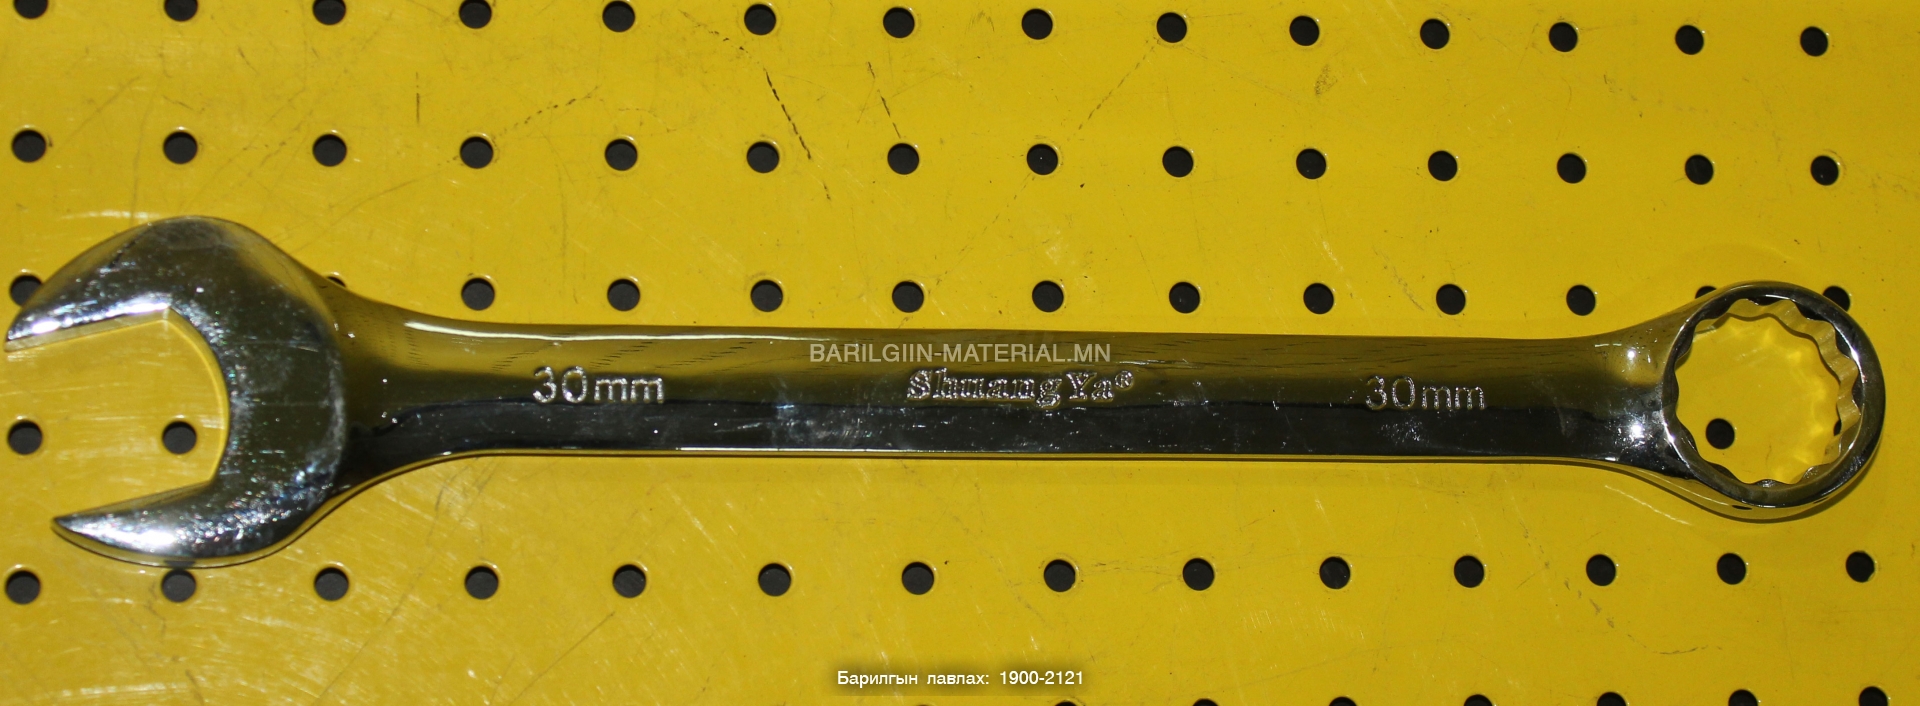 BARILGIIN-MATERIAL.MN
30mm
ShuangYa®
30mm
Барилгын лавлах: 1900-2121